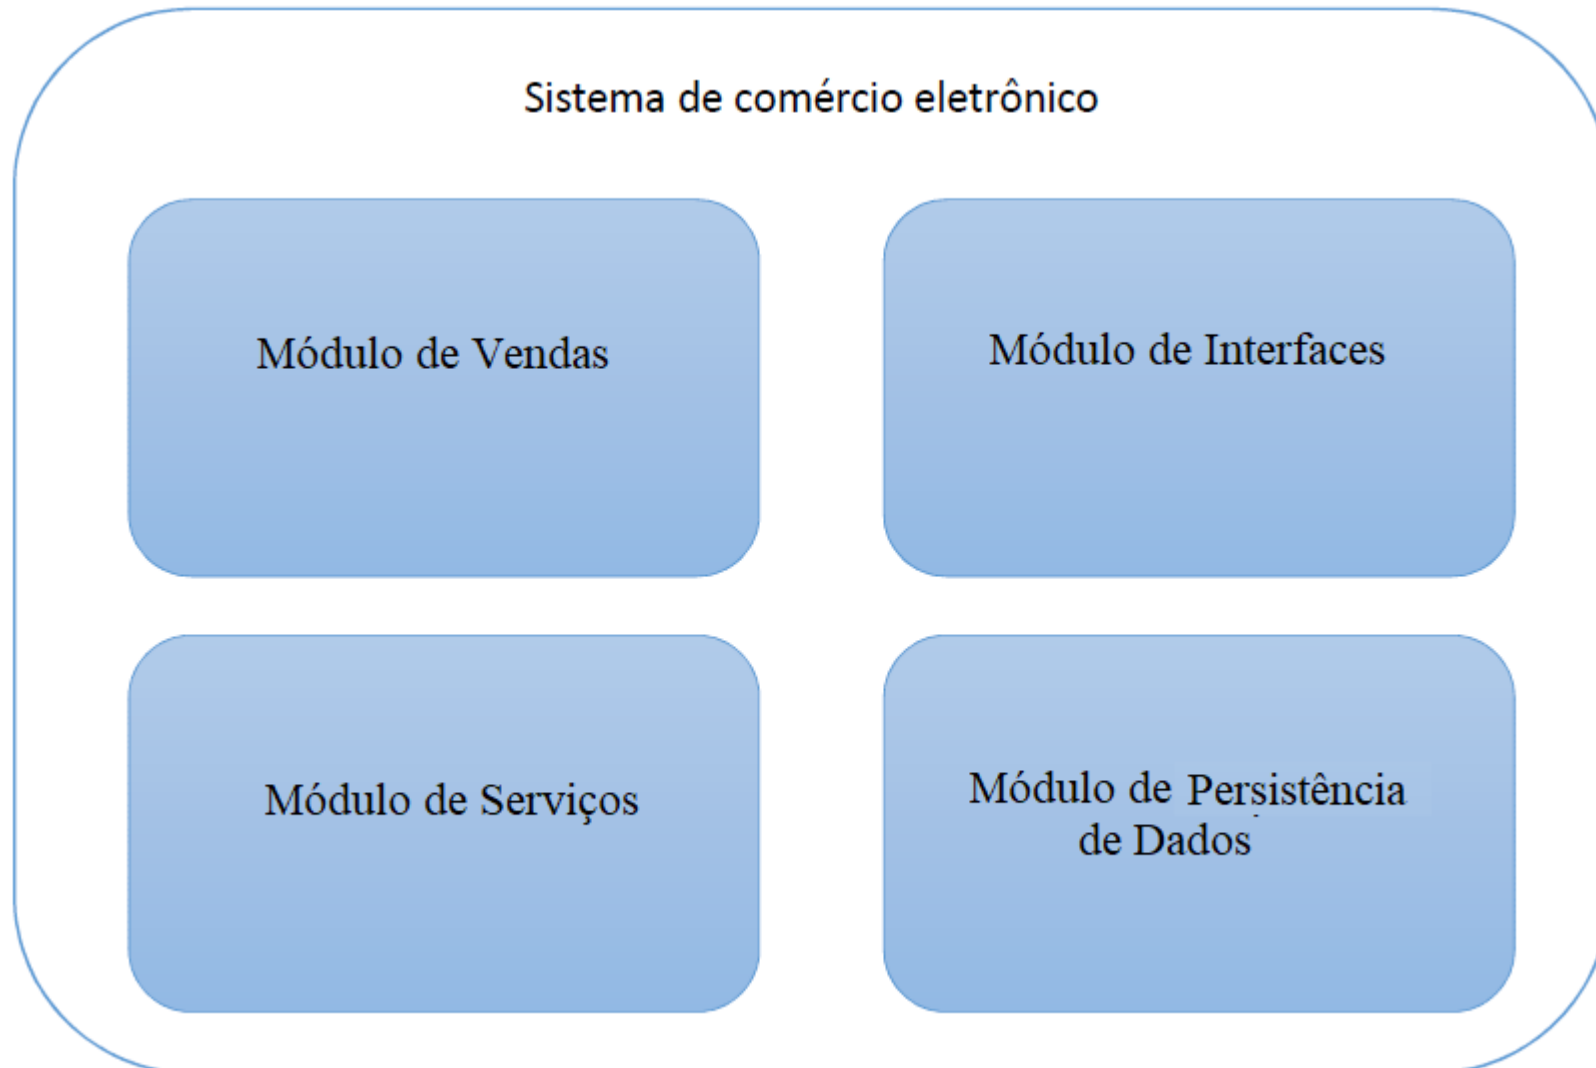 Sistema de comércio eletrônico
Módulo de Vendas
Módulo de Interfaces
Módulo de Serviços
Módulo de Persistência
de Dados